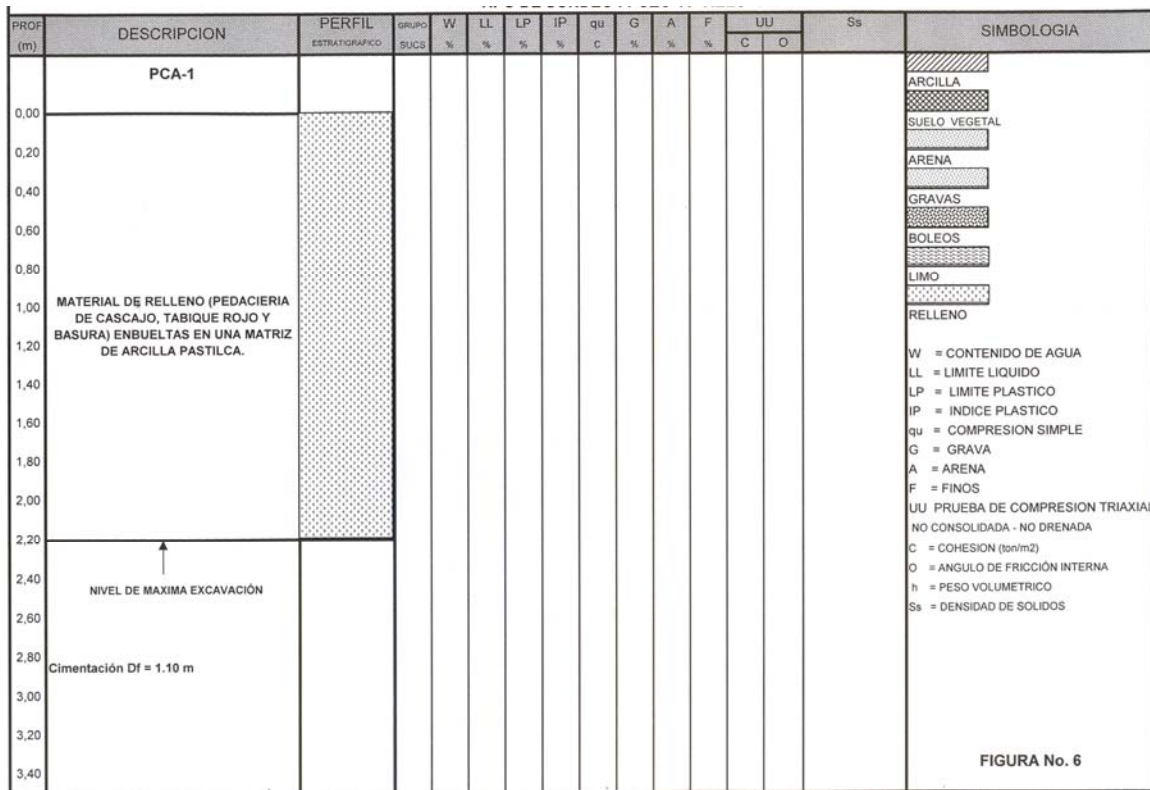 PROF
(m)
DESCRIPCION
PERFIL
ESTRATIGRAFICO
GRUPO
SUCS
W
%
LL
%
LP
%
IP
%
qu
C
G
%
A
%
F
%
UU
C
O
Ss
SIMBOLOGIA
PCA-1
0,00
0,20
0,40
0,60
0,80
1,00
1,20
1,40
1,60
1,80
2,00
2,20
2,40
2,60
2,80
3,00
3,20
3,40
MATERIAL DE RELLENO (PEDACIERIA
DE CASCAJO, TABIQUE ROJO Y
BASURA) ENBUELTAS EN UNA MATRIZ
DE ARCILLA PASTILCA.
NIVEL DE MAXIMA EXCAVACIÓN
Cimentación Df = 1.10 m
ARCILLA
SUELO VEGETAL
ARENA
GRAVAS
BOLEOS
LIMO
RELLENO
W = CONTENIDO DE AGUA
LL = LIMITE LIQUIDO
LP = LIMITE PLASTICO
IP = INDICE PLASTICO
qu = COMPRESION SIMPLE
G = GRAVA
A = ARENA
F = FINOS
UU PRUEBA DE COMPRESION TRIAXIAL
NO CONSOLIDADA - NO DRENADA
C = COHESION (ton/m2)
O = ANGULO DE FRICCIÓN INTERNA
h = PESO VOLUMETRICO
Ss = DENSIDAD DE SOLIDOS
FIGURA No. 6